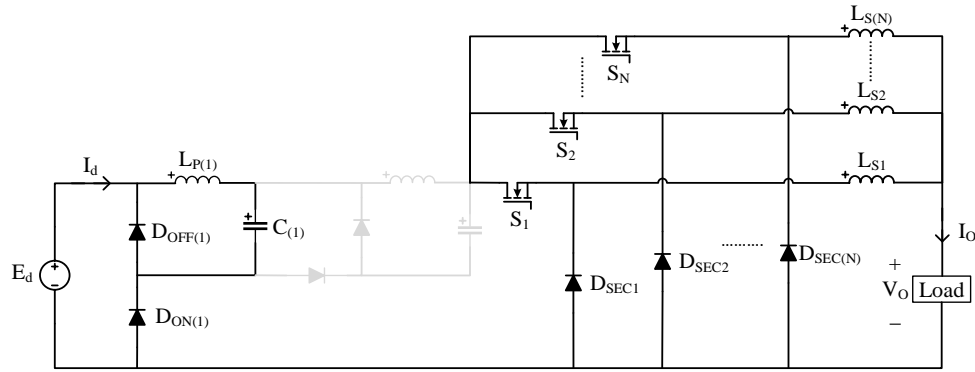 L_S(N)
S_N
L_S2
S_2
I_d
L_P(1)
L_S1
S_1
D_OFF(1)
C_(1)
I_O
E_d
D_SEC1
D_SEC2
D_SEC(N)
+
V_O
Load
−
D_ON(1)